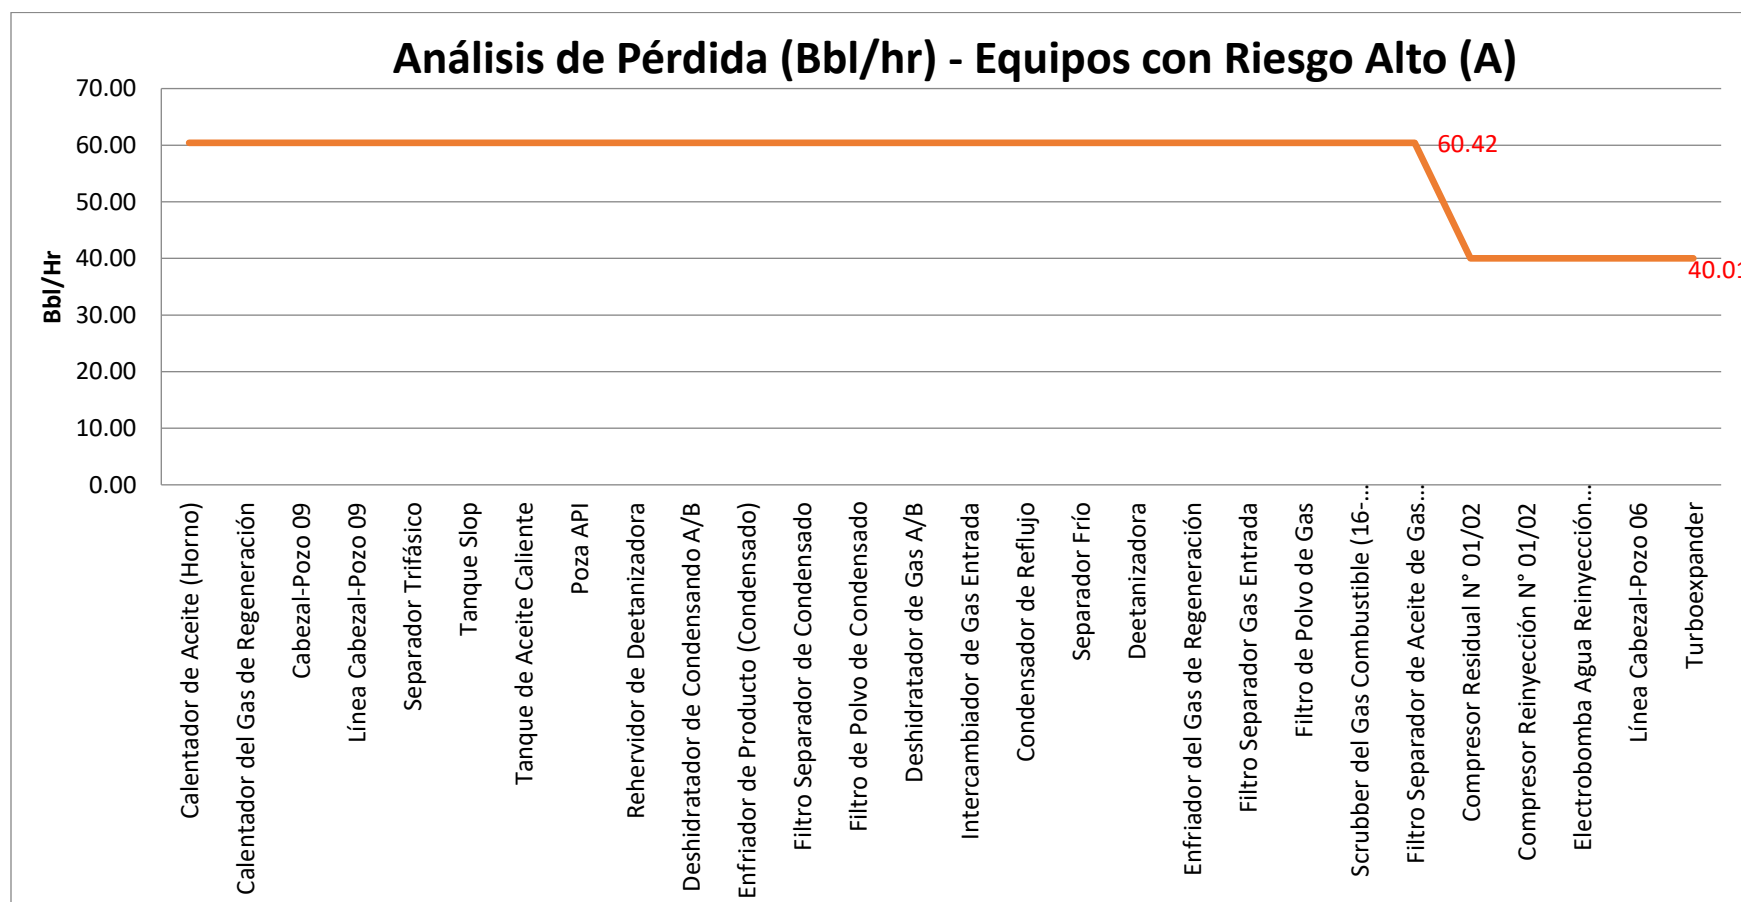 Análisis de Pérdida (Bbl/hr) - Equipos con Riesgo Alto (A)
70.00
60.00
50.00
40.00
30.00
20.00
10.00
0.00
Bbl/Hr
60.42
40.01
Calentador de Aceite (Horno)
Calentador del Gas de Regeneración
Cabezal-Pozo 09
Línea Cabezal-Pozo 09
Separador Trifásico
Tanque Slop
Tanque de Aceite Caliente
Poza API
Rehervidor de Deetanizadora
Deshidratador de Condensando A/B
Enfriador de Producto (Condensado)
Filtro Separador de Condensado
Filtro de Polvo de Condensado
Deshidratador de Gas A/B
Intercambiador de Gas Entrada
Condensador de Reflujo
Separador Frío
Deetanizadora
Enfriador del Gas de Regeneración
Filtro Separador Gas Entrada
Filtro de Polvo de Gas
Scrubber del Gas Combustible (16-...
Filtro Separador de Aceite de Gas...
Compresor Residual N° 01/02
Compresor Reinyección N° 01/02
Electrobomba Agua Reinyección...
Línea Cabezal-Pozo 06
Turboexpander